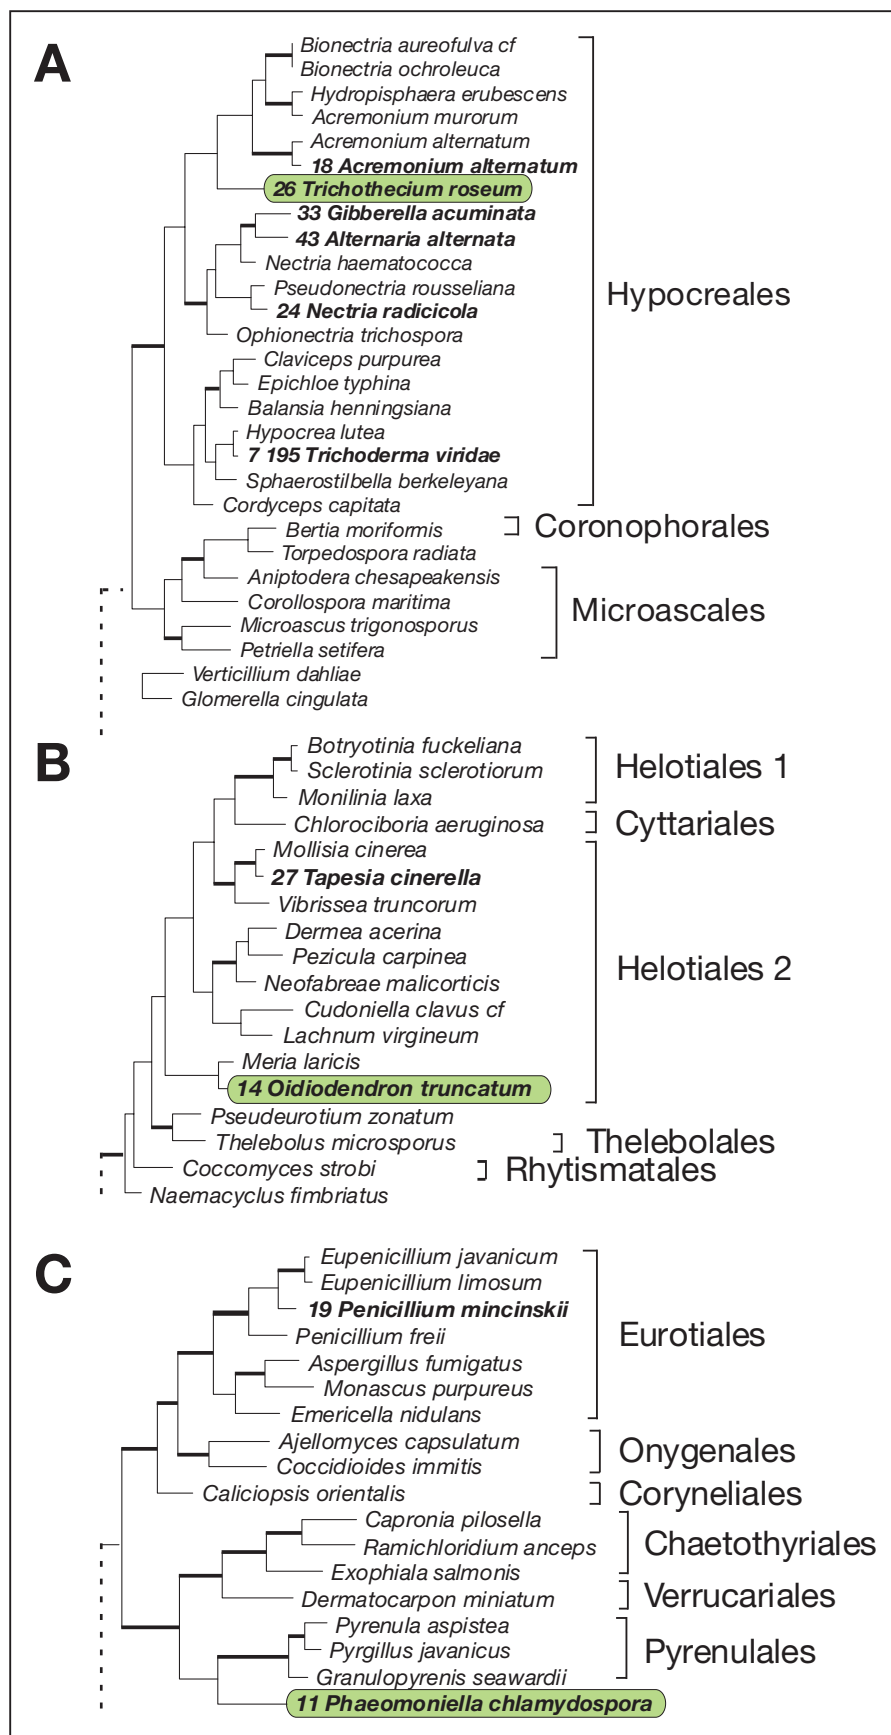 A
Bionectria aureofulva cf
Bionectria ochroleuca
Hydropisphaera erubescens
Acremonium murorum
Acremonium alternatum
18 Acremonium alternatum
26 Trichothecium roseum
33 Gibberella acuminata
43 Alternaria alternata
Nectria haematococca
Pseudonectria rousseliana
24 Nectria radicicola
Ophionectria trichospora
Claviceps purpurea
Epichloe typhina
Balansia henningsiana
Hypocrea lutea
7 195 Trichoderma viridae
Sphaerostilbella berkeleyana
Cordyceps capitata
Hypocreales
Bertia moriformis
Coronophorales
Torpedospora radiata
Aniptodera chesapeakensis
Corollospora maritima
Microascus trigonosporus
Petriella setifera
Microascales
Verticillium dahliae
Glomerella cingulata
B
Botryotinia fuckeliana
Sclerotinia sclerotiorum
Monilinia laxa
Helotiales 1
Chlorociboria aeruginosa
Cyttariales
Mollisia cinerea
27 Tapesia cinerella
Vibrissea truncorum
Dermea acerina
Pezicula carpinea
Neofabreae malicorticis
Cudoniella clavus cf
Lachnum virgineum
Meria laricis
14 Oidiodendron truncatum
Helotiales 2
Pseudeurotium zonatum
Thelebolus microsporus
Thelebolales
Coccomyces strobi
Rhytismatales
Naemacyclus fimbriatus
C
Eupenicillium javanicum
Eupenicillium limosum
19 Penicillium mincinskii
Penicillium freii
Aspergillus fumigatus
Monascus purpureus
Emericella nidulans
Eurotiales
Ajellomyces capsulatum
Coccidioides immitis
Onygenales
Caliciopsis orientalis
Coryneliales
Capronia pilosella
Ramichloridium anceps
Exophiala salmonis
Chaetothyriales
Dermatocarpon miniatum
Verrucariales
Pyrenula aspistea
Pyrgillus javanicus
Granulopyrenis seawardii
Pyrenulales
11 Phaeomoniella chlamydospora